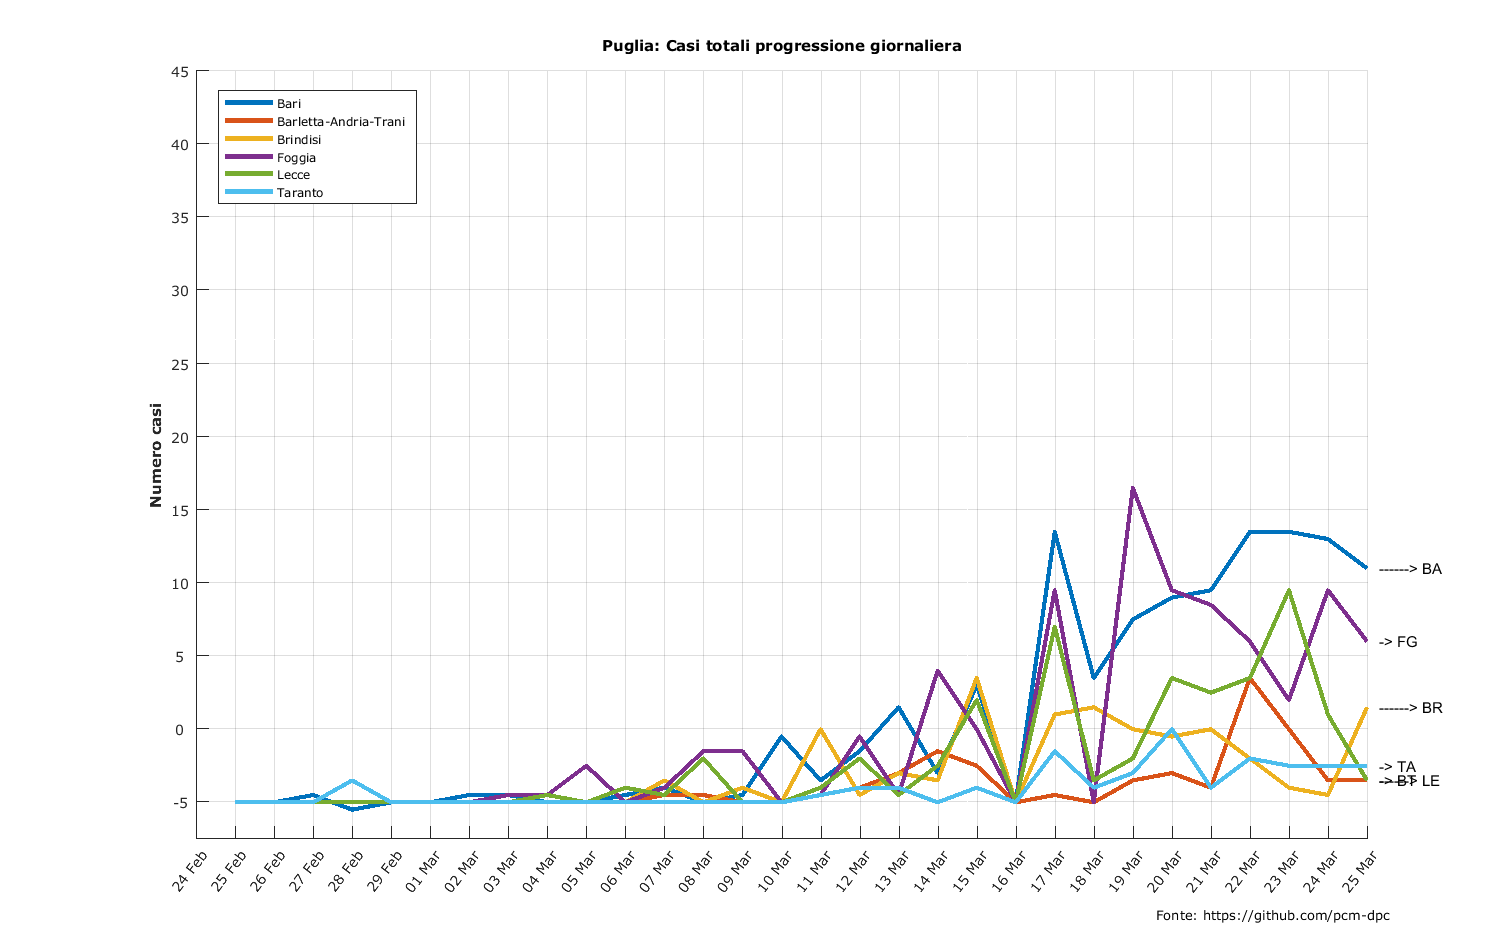 Puglia: Casi totali progressione giornaliera
45
40
35
30
25
20
15
10
5
0
-5
Numero casi
Bari
Barletta-Andria-Trani
Brindisi
Foggia
Lecce
Taranto
------> BA
-> FG
------> BR
-> TA
-> BT
------> LE
24 Feb
25 Feb
26 Feb
27 Feb
28 Feb
29 Feb
01 Mar
02 Mar
03 Mar
04 Mar
05 Mar
06 Mar
07 Mar
08 Mar
09 Mar
10 Mar
11 Mar
12 Mar
13 Mar
14 Mar
15 Mar
16 Mar
17 Mar
18 Mar
19 Mar
20 Mar
21 Mar
22 Mar
23 Mar
24 Mar
25 Mar
Fonte: https://github.com/pcm-dpc